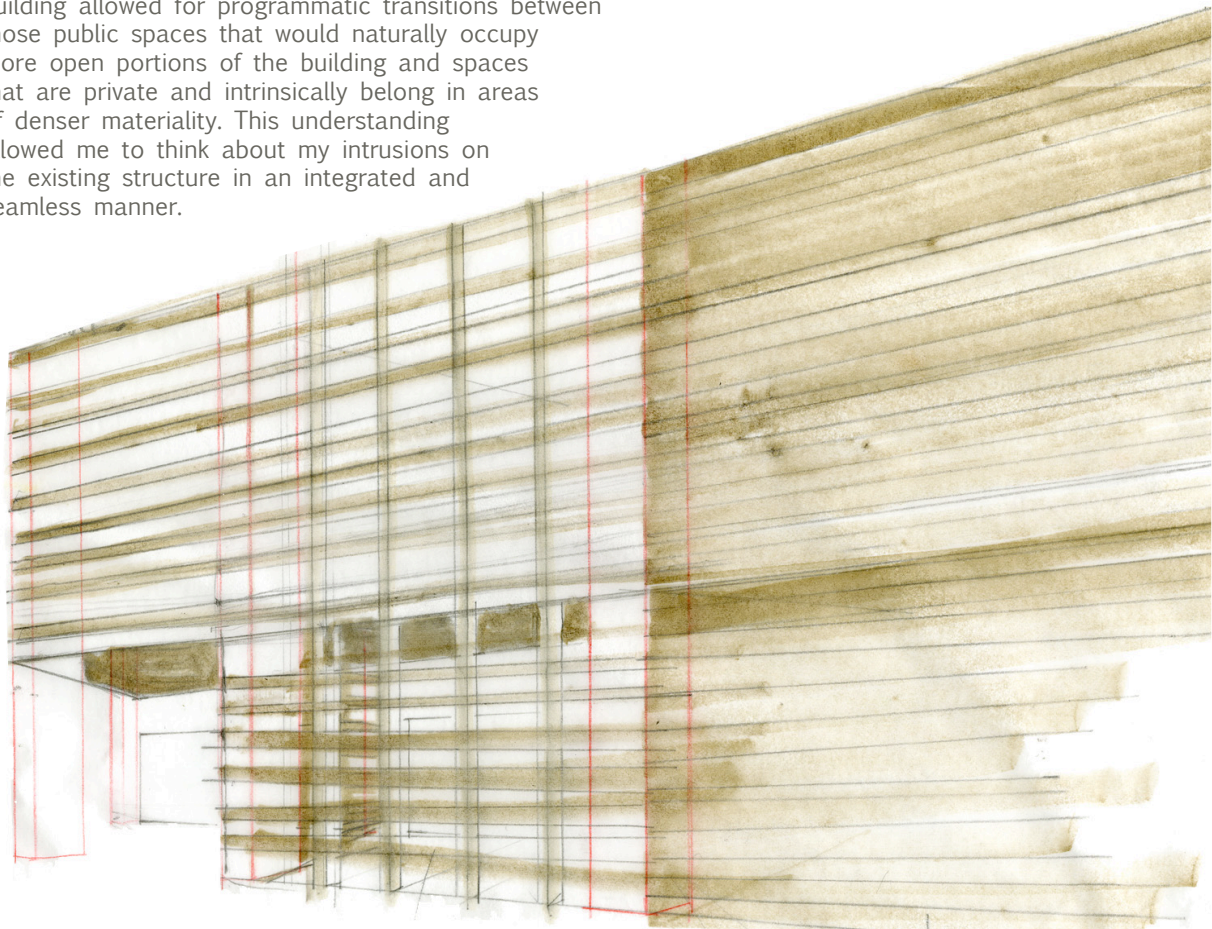 uilding allowed for programmatic transitions between
hose public spaces that would naturally occupy
ore open portions of the building and spaces
hat are private and intrinsically belong in areas
f denser materiality. This understanding
llowed me to think about my intrusions on
he existing structure in an integrated and
eamless manner.